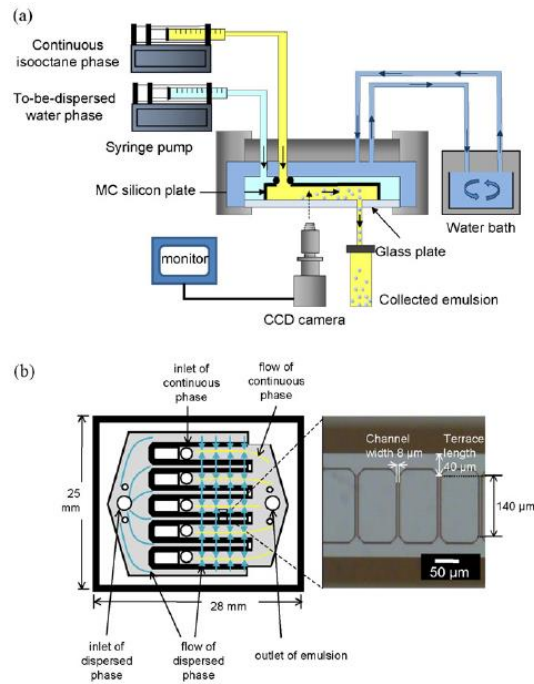 (a)
Continuous
isooctane phase
To-be-dispersed
water phase
Syringe pump
MC silicon plate
Water bath
Glass plate
monitor
Collected emulsion
CCD camera
(b)
inlet of
continuous
phase
flow of
continuous
phase
Channel
width 8 μm
Terrace
length
40 μm
25
mm
140 μm
50 μm
28 mm
inlet of
dispersed phase
flow of
dispersed phase
outlet of emulsion